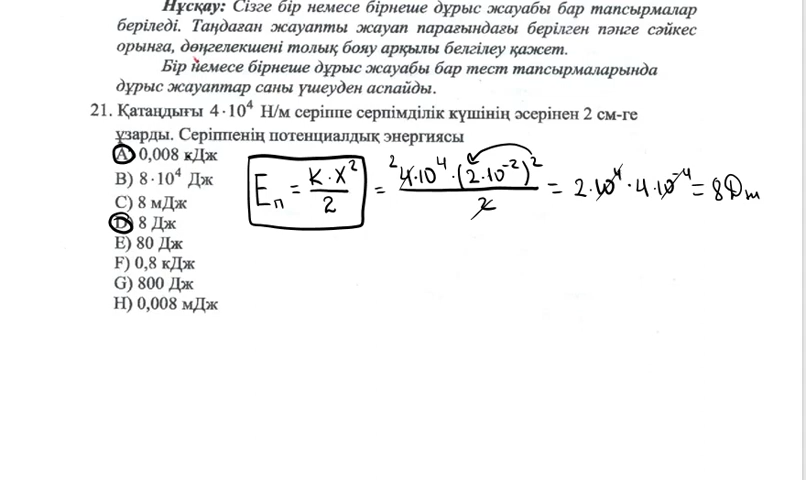 Нұсқау: Сізге бір немесе бірнеше дұрыс жауабы бар тапсырмалар
беріледі. Таңдаған жауапты жауап парағындағы берілген пәнге сәйкес
орынға, дөңгелекшені толық бояу арқылы белгілеу қажет.
Бір немесе бірнеше дұрыс жауабы бар тест тапсырмаларында
дұрыс жауаптар саны үшеуден аспайды.
21. Қатаңдығы 4·10⁴ Н/м серіппе серпімділік күшінің әсерінен 2 см-ге
ұзарды. Серіппенің потенциалдық энергиясы
A) 0,008 кДж
B) 8·10⁴ Дж
C) 8 мДж
D) 8 Дж
E) 80 Дж
F) 0,8 кДж
G) 800 Дж
H) 0,008 мДж
Eп = K·X²/2 = ²4·10⁴·(2·10⁻²)²/2 = 2·10⁴·4·10⁻⁴ = 8Дж